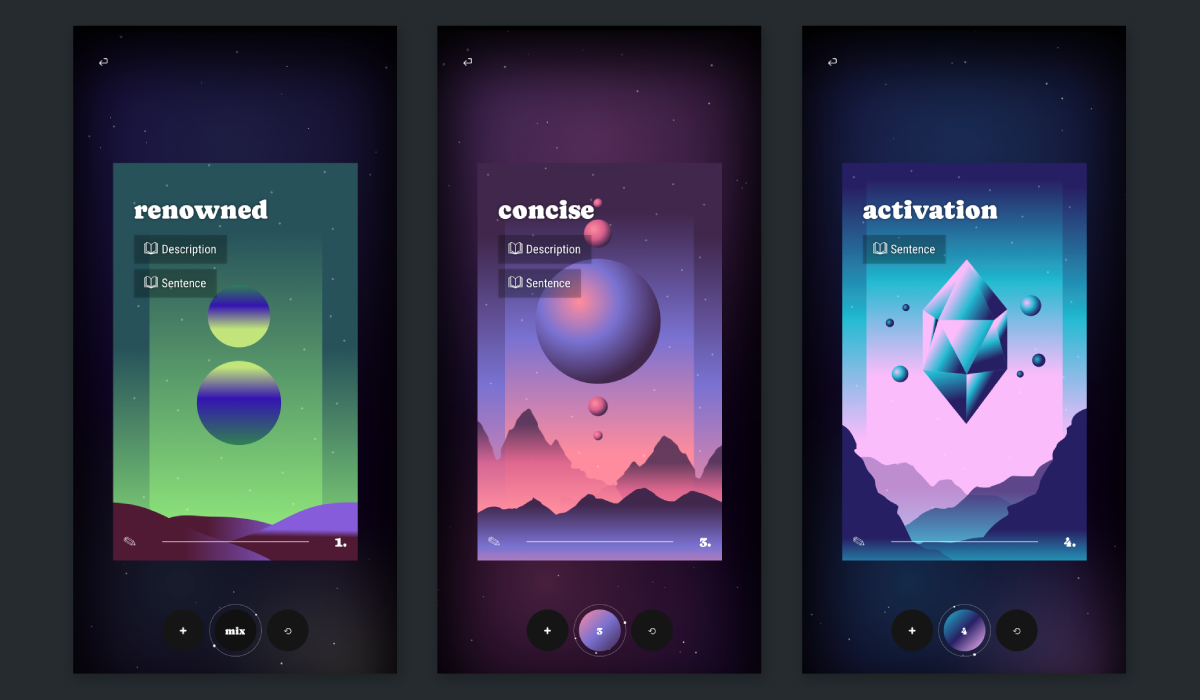 renowned
Description
Sentence
1.
mix
concise
Description
Sentence
3.
3
activation
Sentence
4.
4